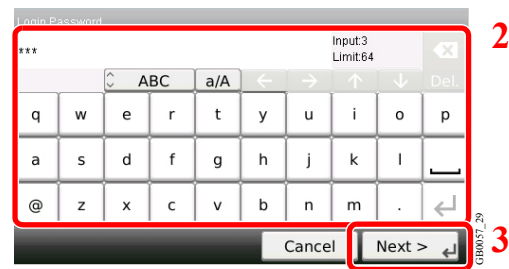 Login Password
***
Input:3
Limit:64
2
ABC a/A Del.
q w e r t y u i o p
a s d f g h j k l
@ z x c v b n m .
Cancel Next > 3
GB0057_29